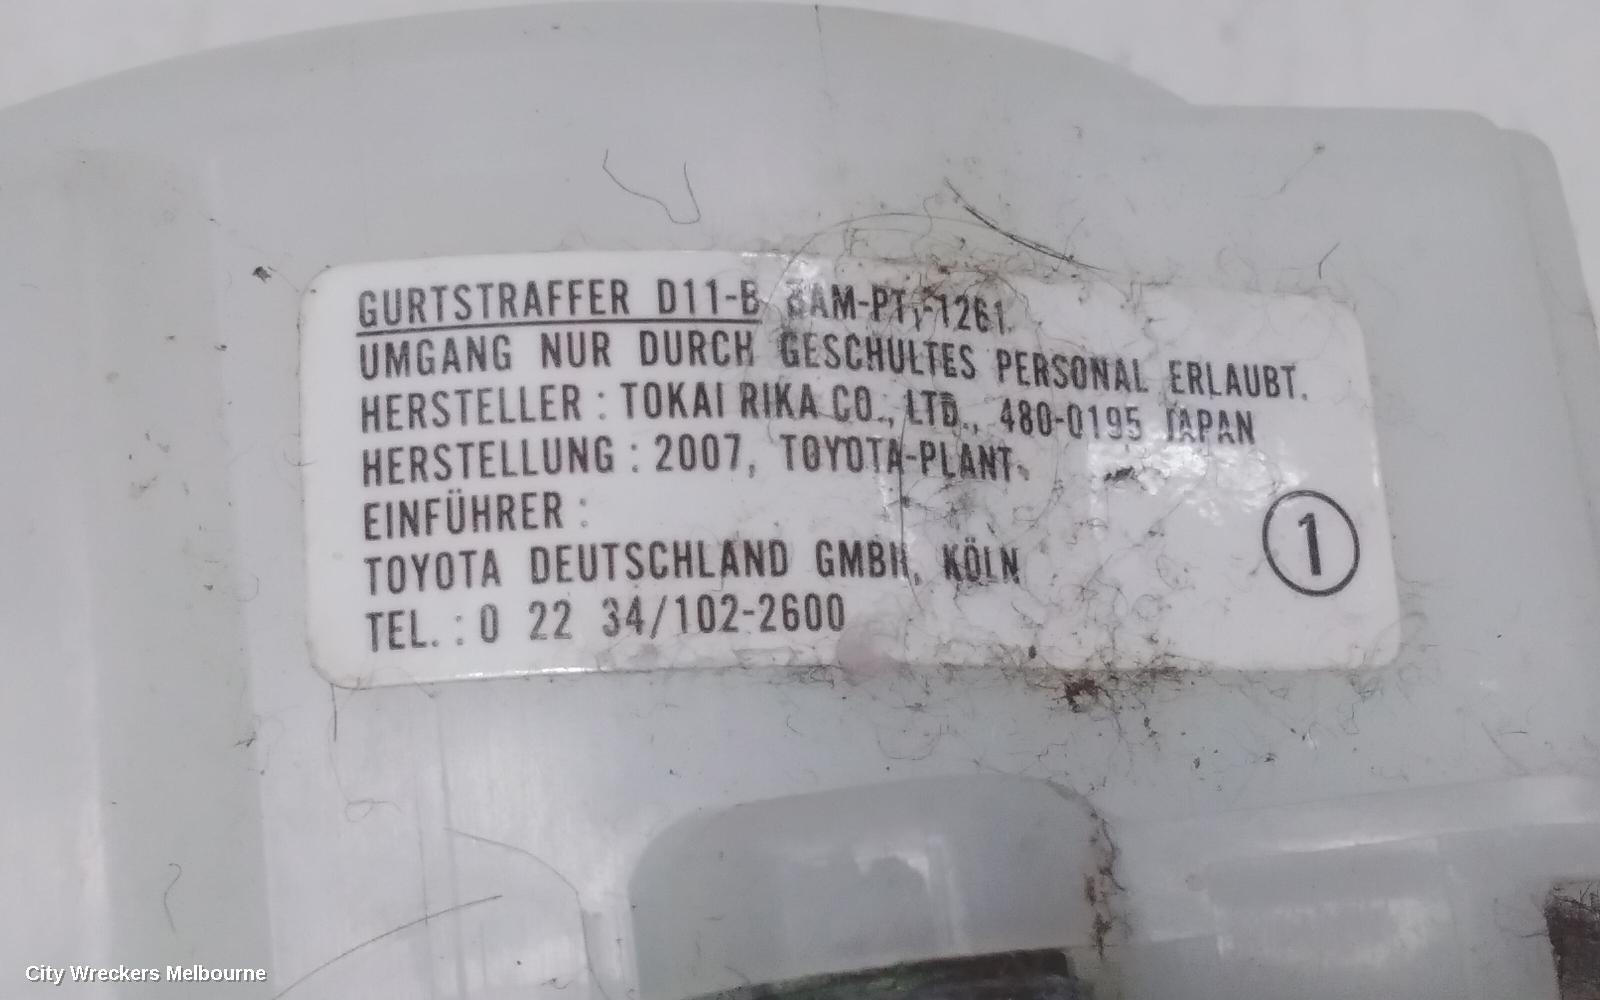 GURTSTRAFFER D11-B BAM-PT1-1261
UMGANG NUR DURCH GESCHULTES PERSONAL ERLAUBT.
HERSTELLER : TOKAI RIKA CO., LTD., 480-0195 JAPAN
HERSTELLUNG : 2007, TOYOTA-PLANT
EINFÜHRER :
TOYOTA DEUTSCHLAND GMBH, KÖLN
TEL. : 0 22 34/102-2600
1
City Wreckers Melbourne